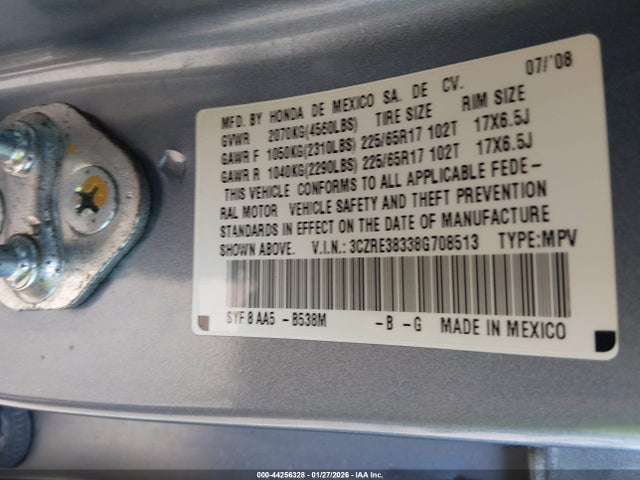 07/'08
MFD. BY HONDA DE MEXICO SA. DE CV.
GVWR 2070KG(4560LBS) TIRE SIZE RIM SIZE
GAWR F 1050KG(2310LBS) 225/65R17 102T 17X6.5J
GAWR R 1040KG(2290LBS) 225/65R17 102T 17X6.5J
THIS VEHICLE CONFORMS TO ALL APPLICABLE FEDE-
RAL MOTOR VEHICLE SAFETY AND THEFT PREVENTION
STANDARDS IN EFFECT ON THE DATE OF MANUFACTURE
SHOWN ABOVE. V.I.N.: 3CZRE38338G708513 TYPE:MPV
SYF 8 AA5 -B538M -B -G MADE IN MEXICO
000-44256328 - 01/27/2026 - IAA Inc.